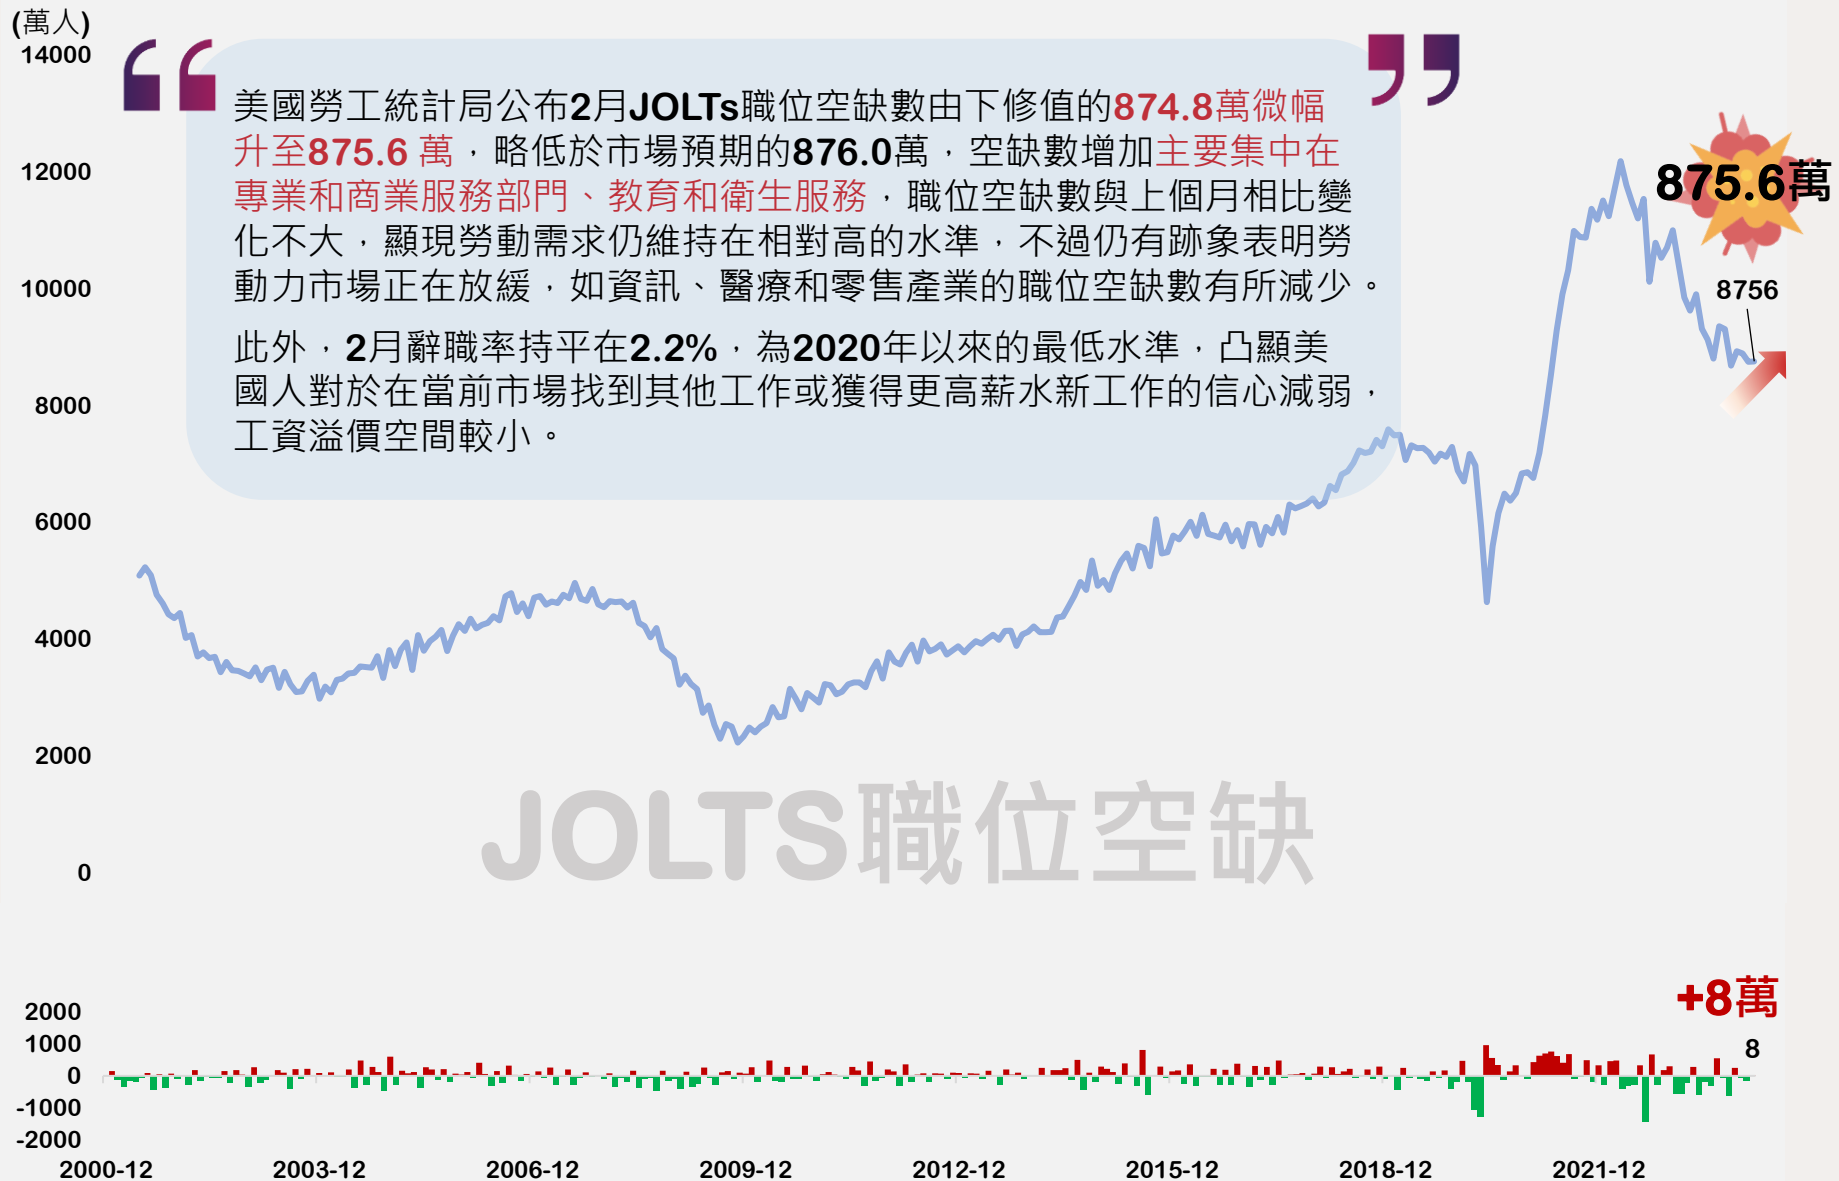 (萬人)
14000
12000
10000
8000
6000
4000
2000
0
“
美國勞工統計局公布2月JOLTs職位空缺數由下修值的874.8萬微幅
升至875.6 萬，略低於市場預期的876.0萬，空缺數增加主要集中在
專業和商業服務部門、教育和衛生服務，職位空缺數與上個月相比變
化不大，顯現勞動需求仍維持在相對高的水準，不過仍有跡象表明勞
動力市場正在放緩，如資訊、醫療和零售產業的職位空缺數有所減少。
此外，2月辭職率持平在2.2%，為2020年以來的最低水準，凸顯美
國人對於在當前市場找到其他工作或獲得更高薪水新工作的信心減弱，
工資溢價空間較小。
”
875.6萬
8756
JOLTS職位空缺
+8萬
8
2000
1000
0
-1000
-2000
2000-12 2003-12 2006-12 2009-12 2012-12 2015-12 2018-12 2021-12